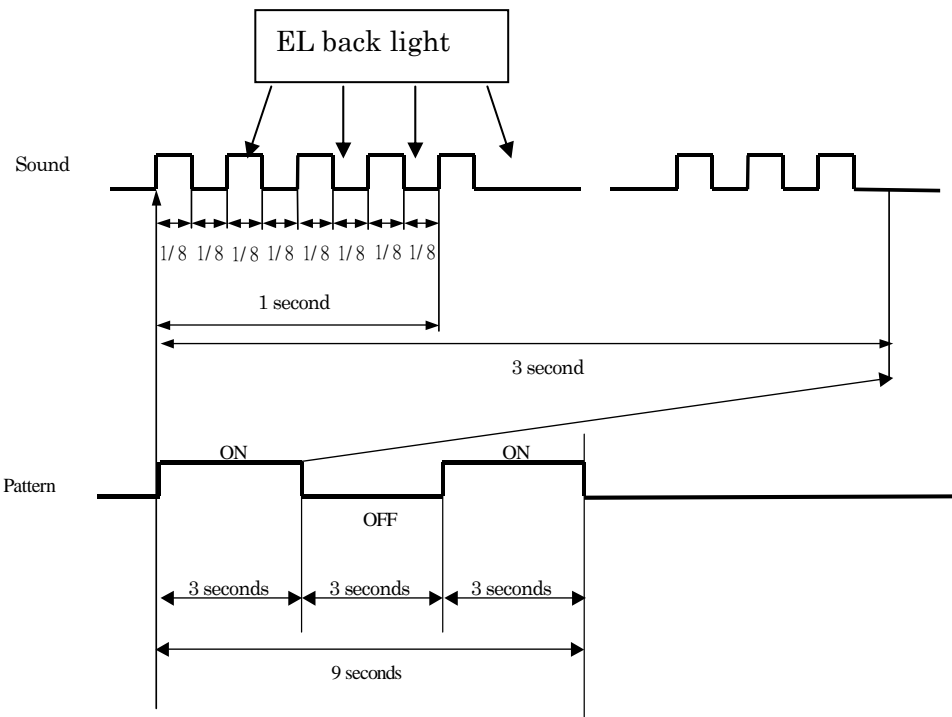 EL back light
Sound
1/8 1/8 1/8 1/8 1/8 1/8 1/8 1/8
1 second
3 second
ON ON
Pattern
OFF
3 seconds 3 seconds 3 seconds
9 seconds